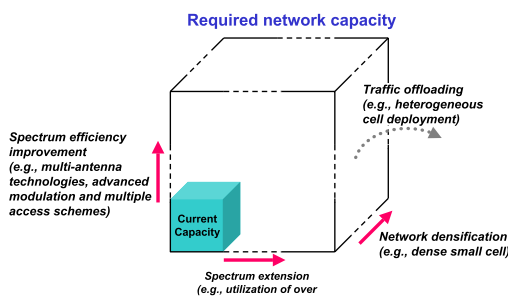 Required network capacity
Traffic offloading
(e.g., heterogeneous
cell deployment)
Spectrum efficiency
improvement
(e.g., multi-antenna
technologies, advanced
modulation and multiple
access schemes)
Current
Capacity
Network densification
(e.g., dense small cell)
Spectrum extension
(e.g., utilization of over